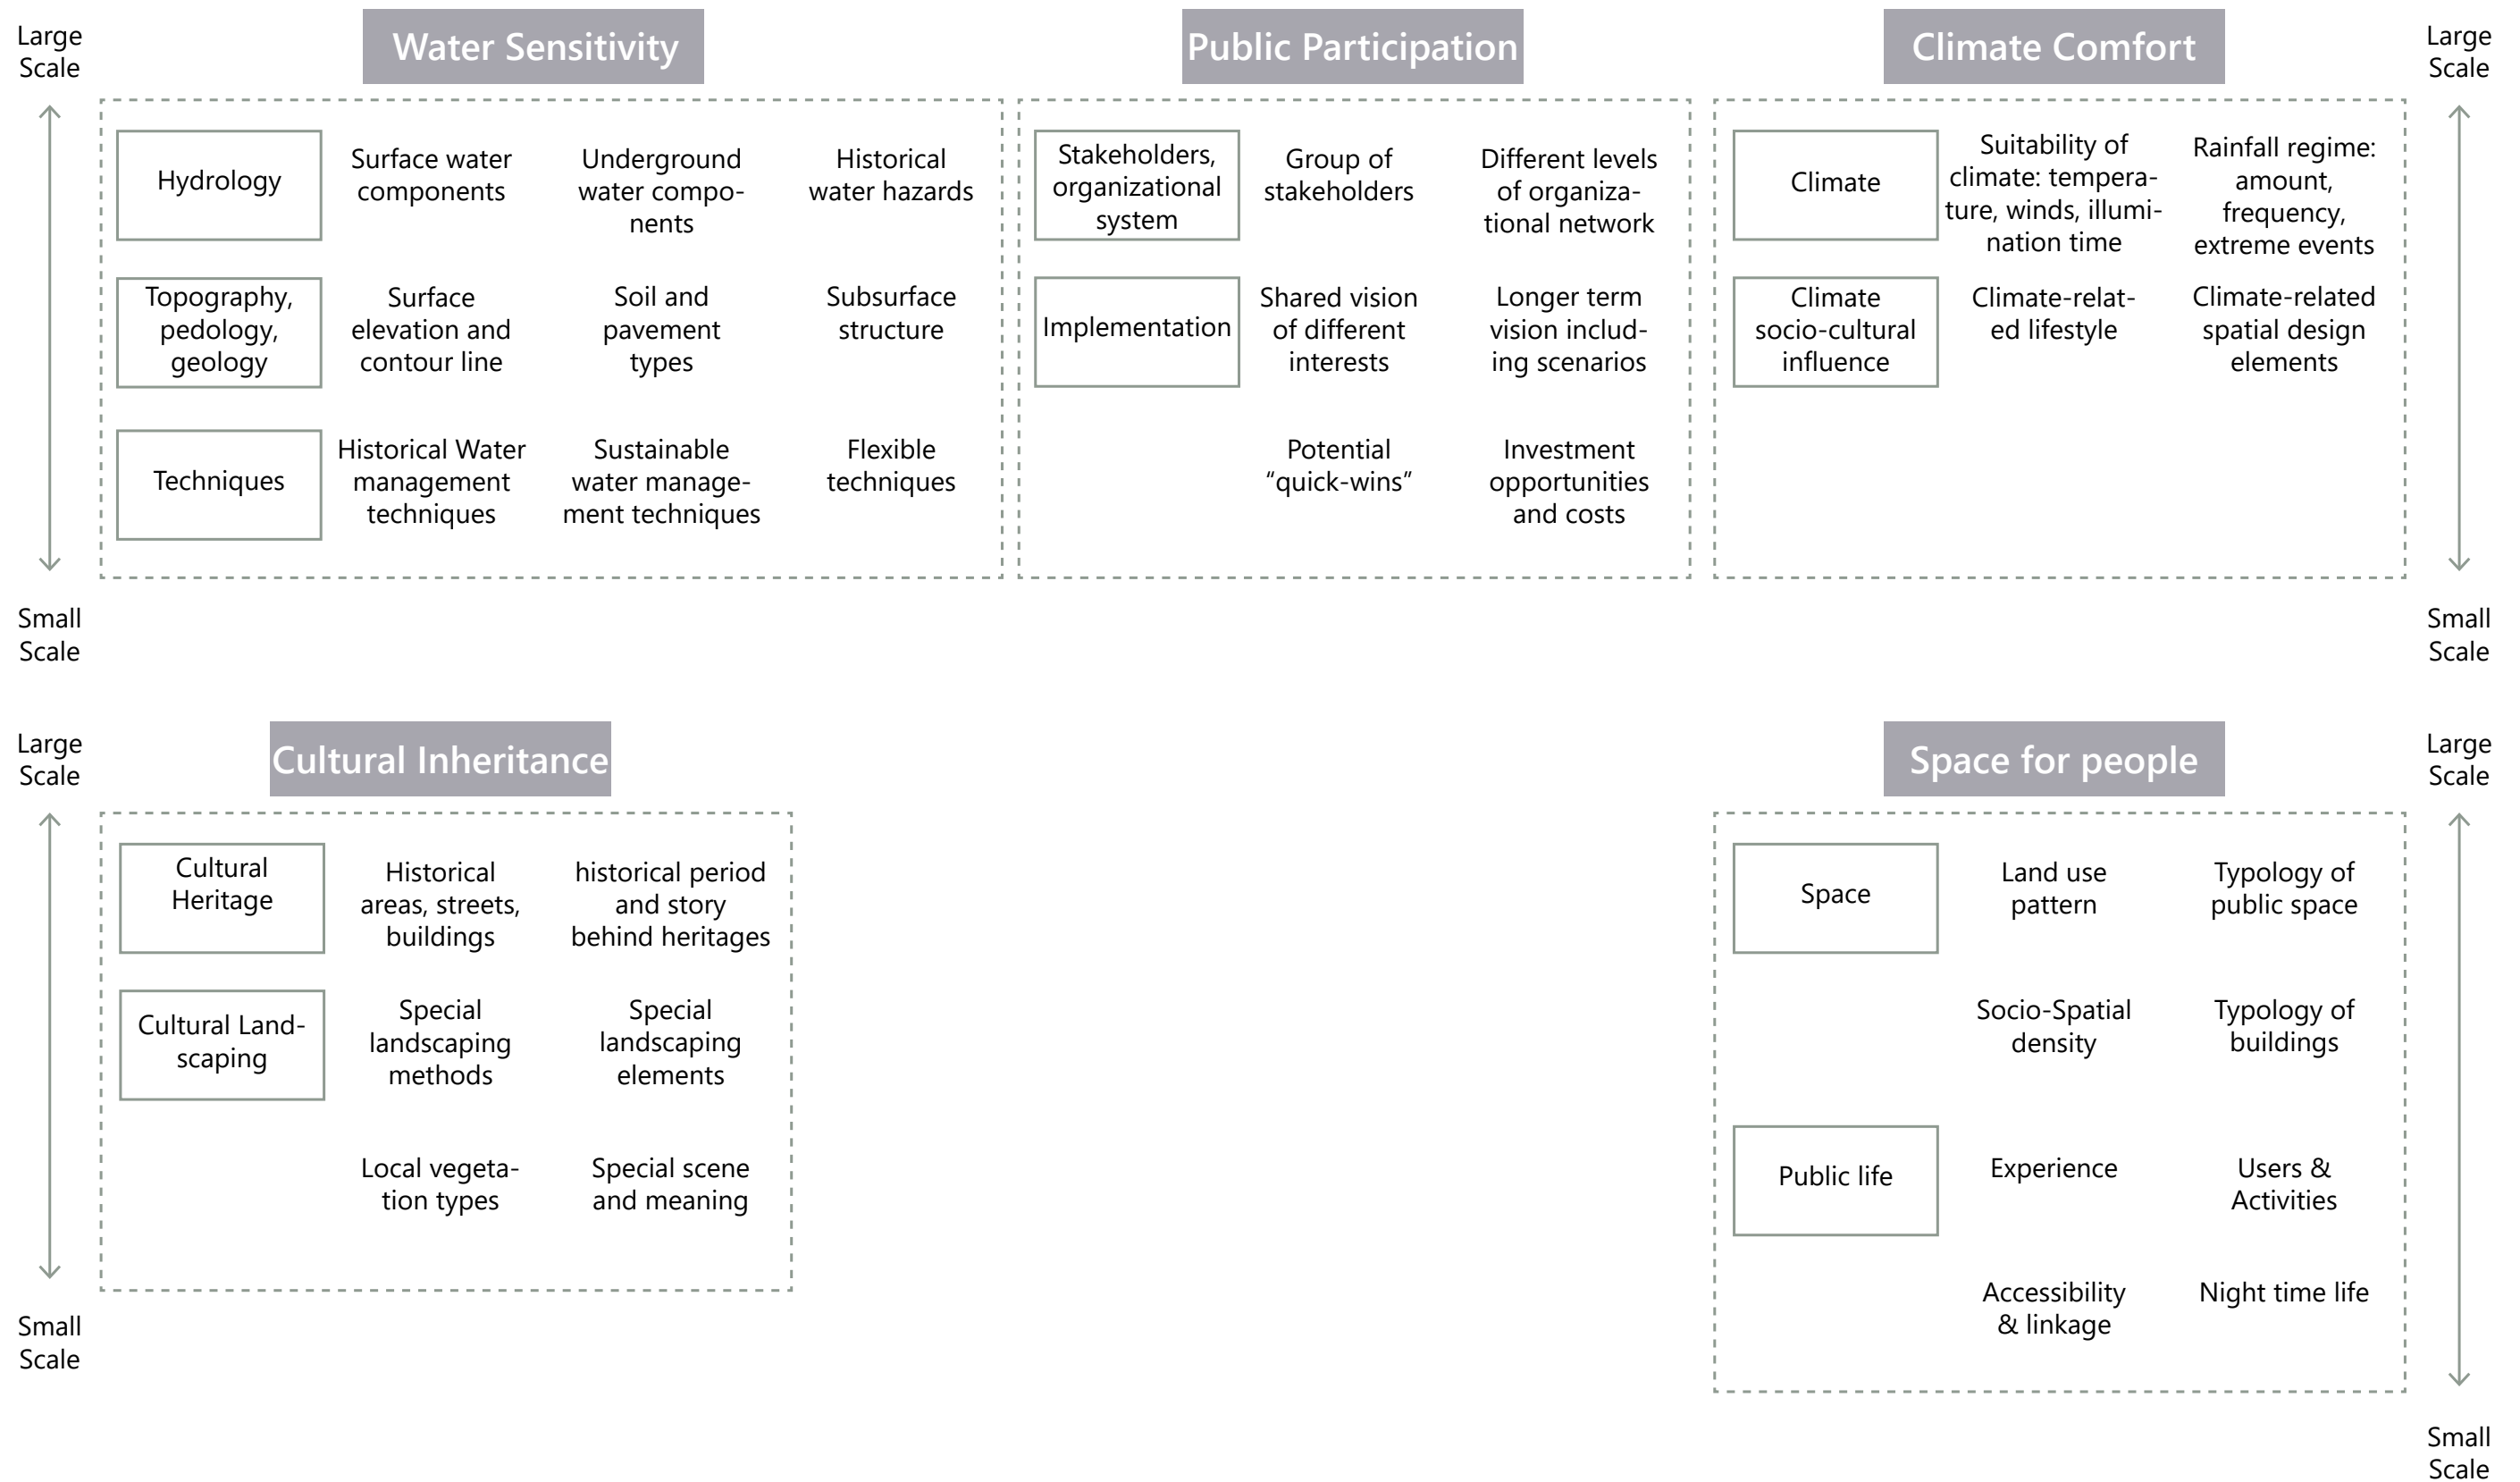 Large
Scale
Water Sensitivity
Public Participation
Climate Comfort
Large
Scale
Hydrology
Surface water
components
Underground
water compo-
nents
Historical
water hazards
Topography,
pedology,
geology
Surface
elevation and
contour line
Soil and
pavement
types
Subsurface
structure
Techniques
Historical Water
management
techniques
Sustainable
water manage-
ment techniques
Flexible
techniques
Stakeholders,
organizational
system
Group of
stakeholders
Different levels
of organiza-
tional network
Implementation
Shared vision
of different
interests
Longer term
vision includ-
ing scenarios
Potential
“quick-wins”
Investment
opportunities
and costs
Climate
Suitability of
climate: tempera-
ture, winds, illumi-
nation time
Rainfall regime:
amount,
frequency,
extreme events
Climate
socio-cultural
influence
Climate-relat-
ed lifestyle
Climate-related
spatial design
elements
Small
Scale
Small
Scale
Large
Scale
Cultural Inheritance
Space for people
Large
Scale
Cultural
Heritage
Historical
areas, streets,
buildings
historical period
and story
behind heritages
Cultural Land-
scaping
Special
landscaping
methods
Special
landscaping
elements
Local vegeta-
tion types
Special scene
and meaning
Space
Land use
pattern
Typology of
public space
Socio-Spatial
density
Typology of
buildings
Public life
Experience
Users &
Activities
Accessibility
& linkage
Night time life
Small
Scale
Small
Scale